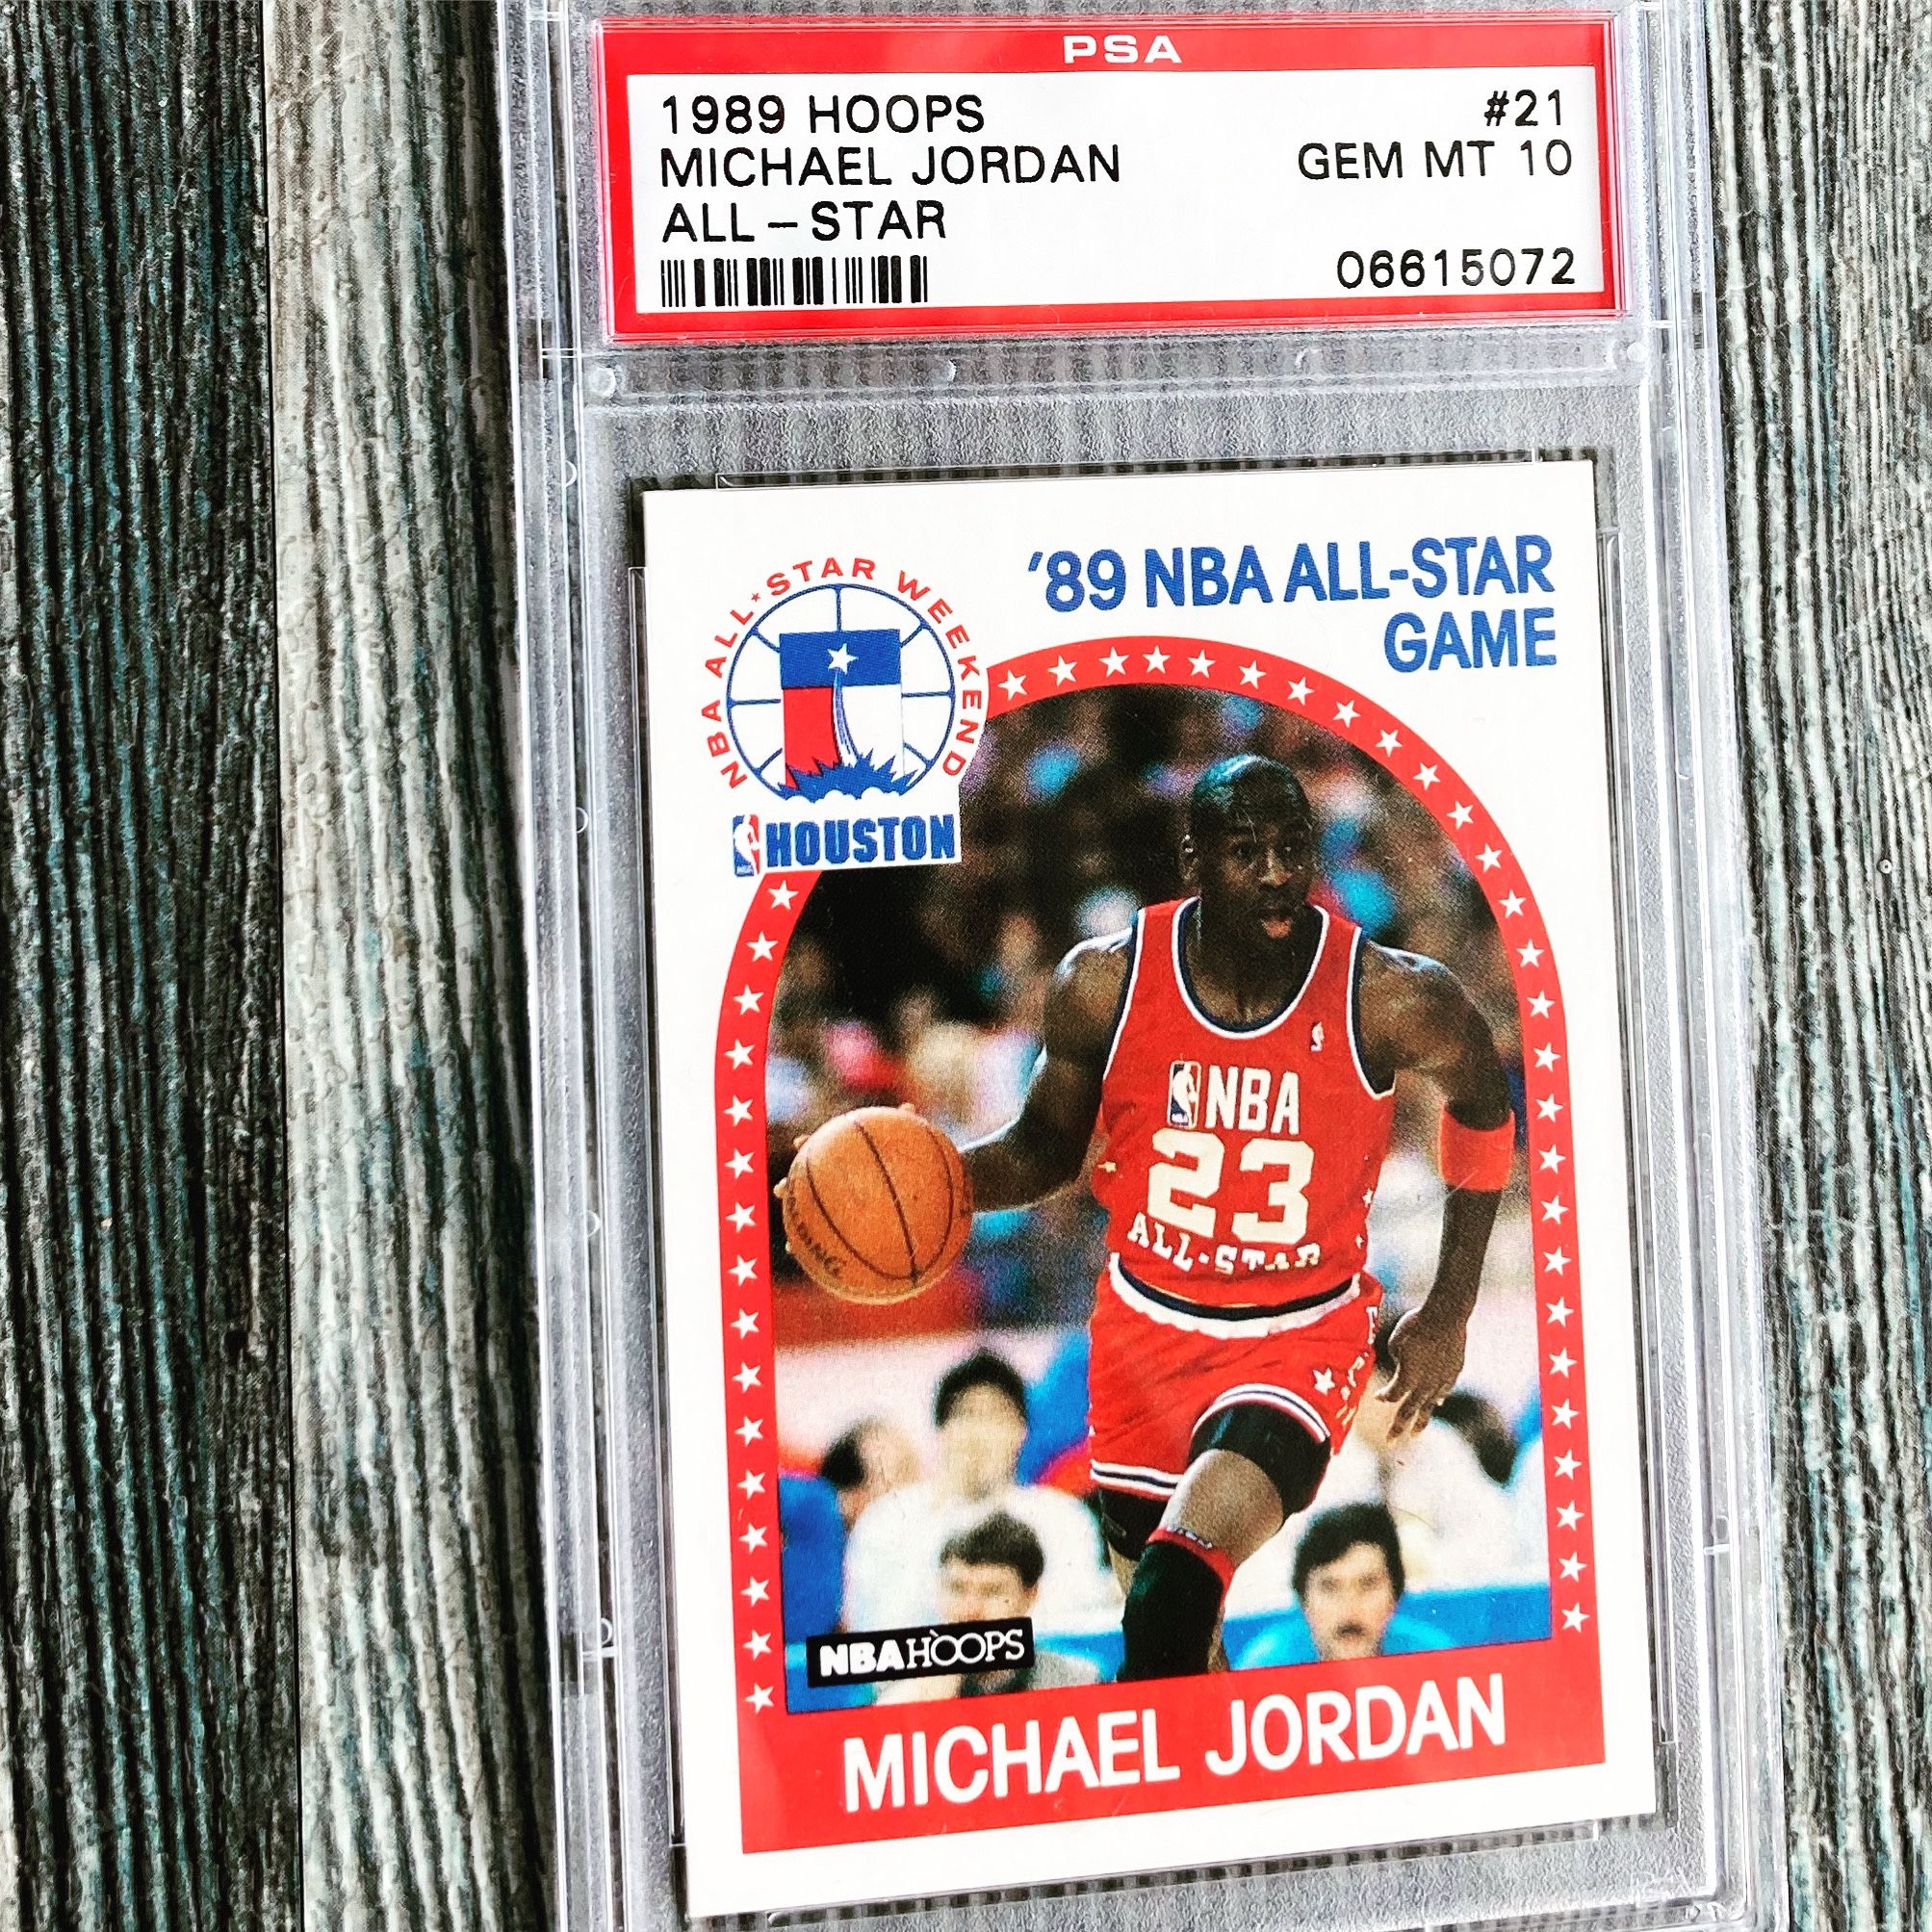 PSA
1989 HOOPS #21
MICHAEL JORDAN GEM MT 10
ALL-STAR
06615072
'89 NBA ALL-STAR
GAME
NBA ALL★STAR WEEKEND
HOUSTON
NBA
23
ALL-STAR
SPALDING
NBA HOOPS
MICHAEL JORDAN